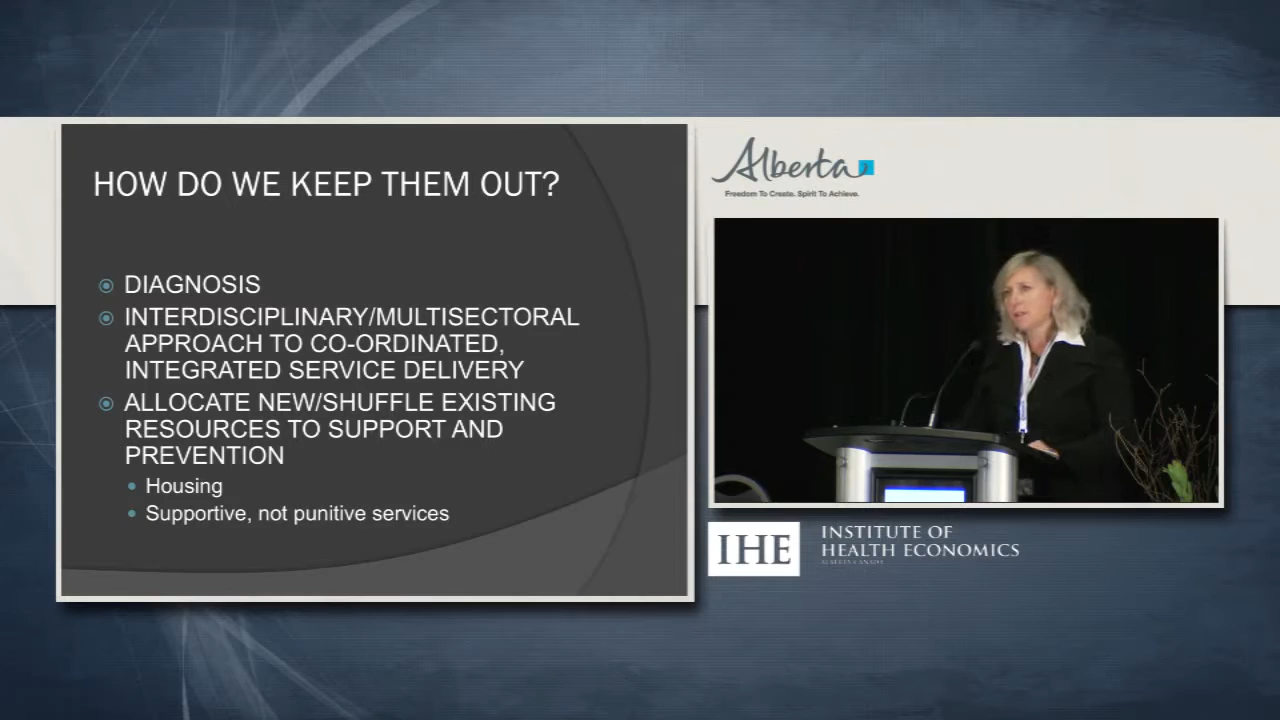 HOW DO WE KEEP THEM OUT?
DIAGNOSIS
INTERDISCIPLINARY/MULTISECTORAL
APPROACH TO CO-ORDINATED,
INTEGRATED SERVICE DELIVERY
ALLOCATE NEW/SHUFFLE EXISTING
RESOURCES TO SUPPORT AND
PREVENTION
Housing
Supportive, not punitive services
Alberta
Freedom To Create. Spirit To Achieve.
IHE
INSTITUTE OF
HEALTH ECONOMICS
ALBERTA CANADA